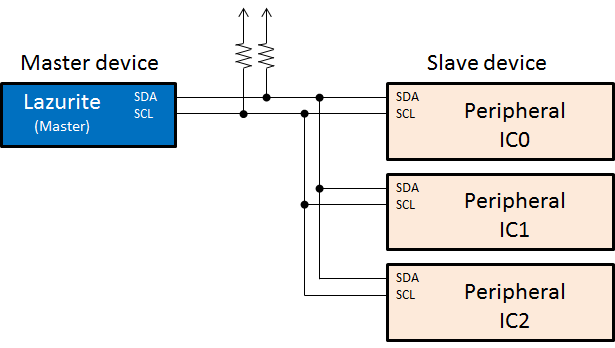 Master device
Slave device
Lazurite
(Master)
SDA
SCL
SDA
SCL
Peripheral
IC0
SDA
SCL
Peripheral
IC1
SDA
SCL
Peripheral
IC2